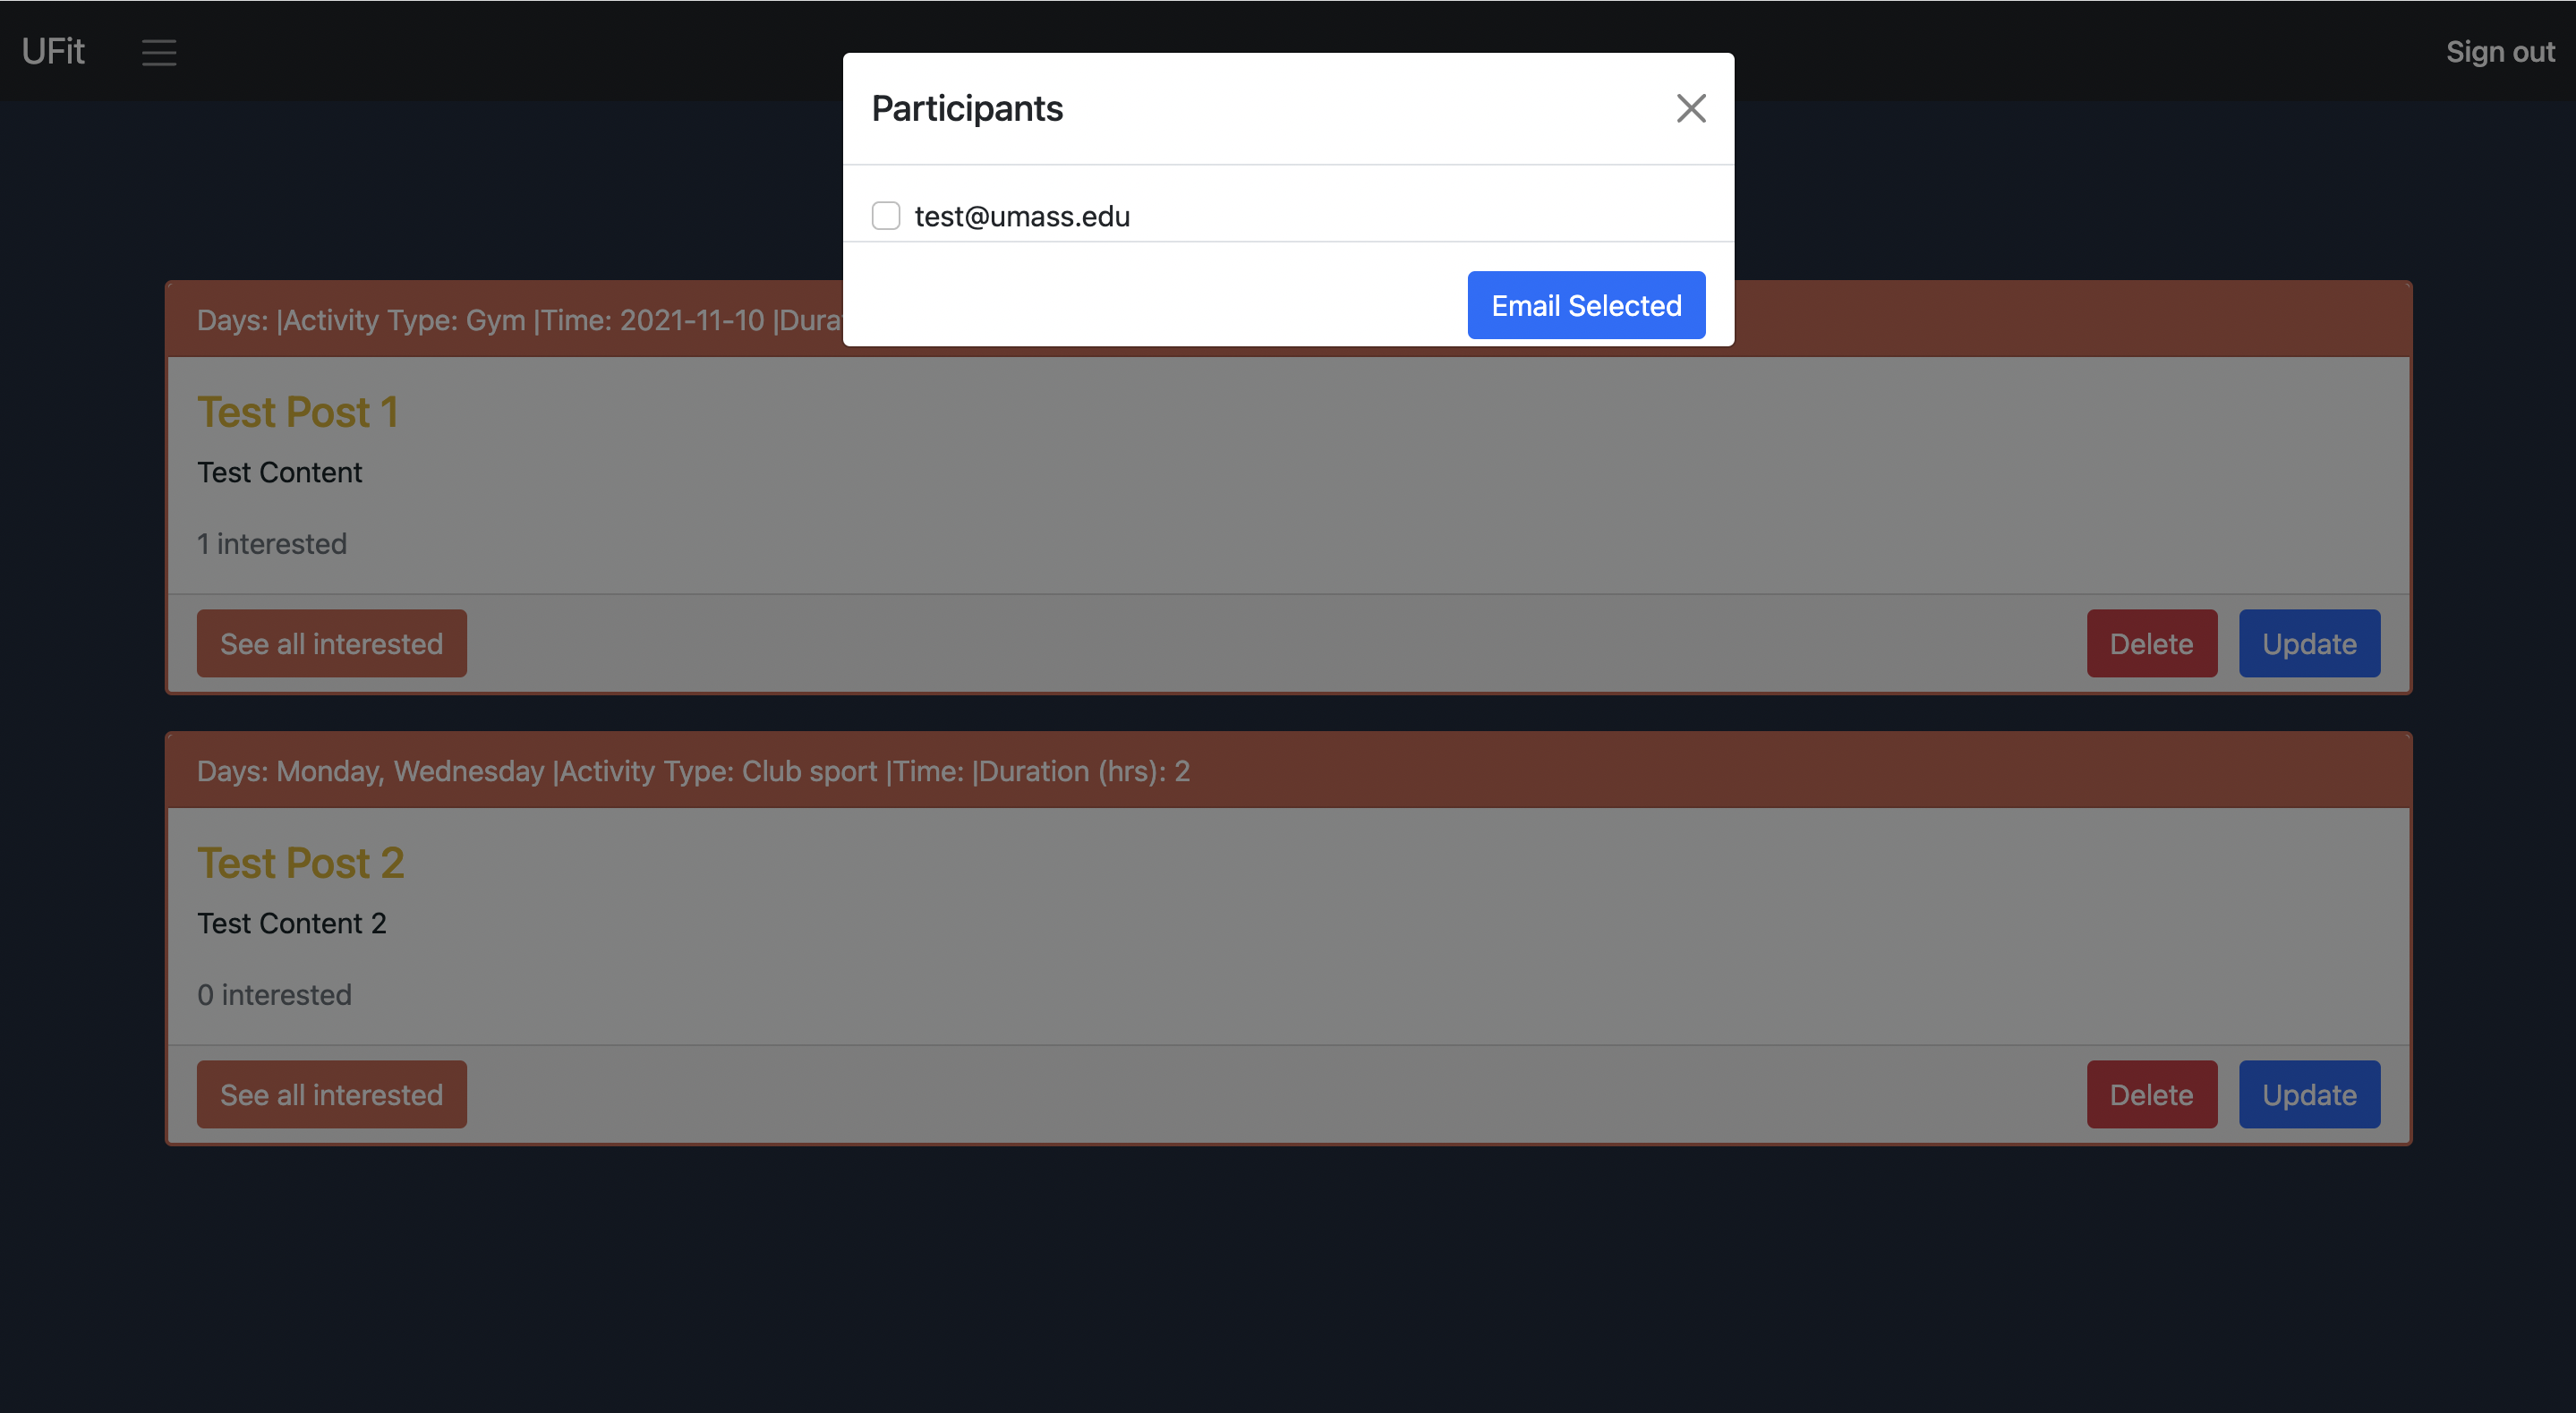 UFit
Sign out
Participants
test@umass.edu
Email Selected
Days: |Activity Type: Gym |Time: 2021-11-10 |Dura
Test Post 1
Test Content
1 interested
See all interested
Delete
Update
Days: Monday, Wednesday |Activity Type: Club sport |Time: |Duration (hrs): 2
Test Post 2
Test Content 2
0 interested
See all interested
Delete
Update